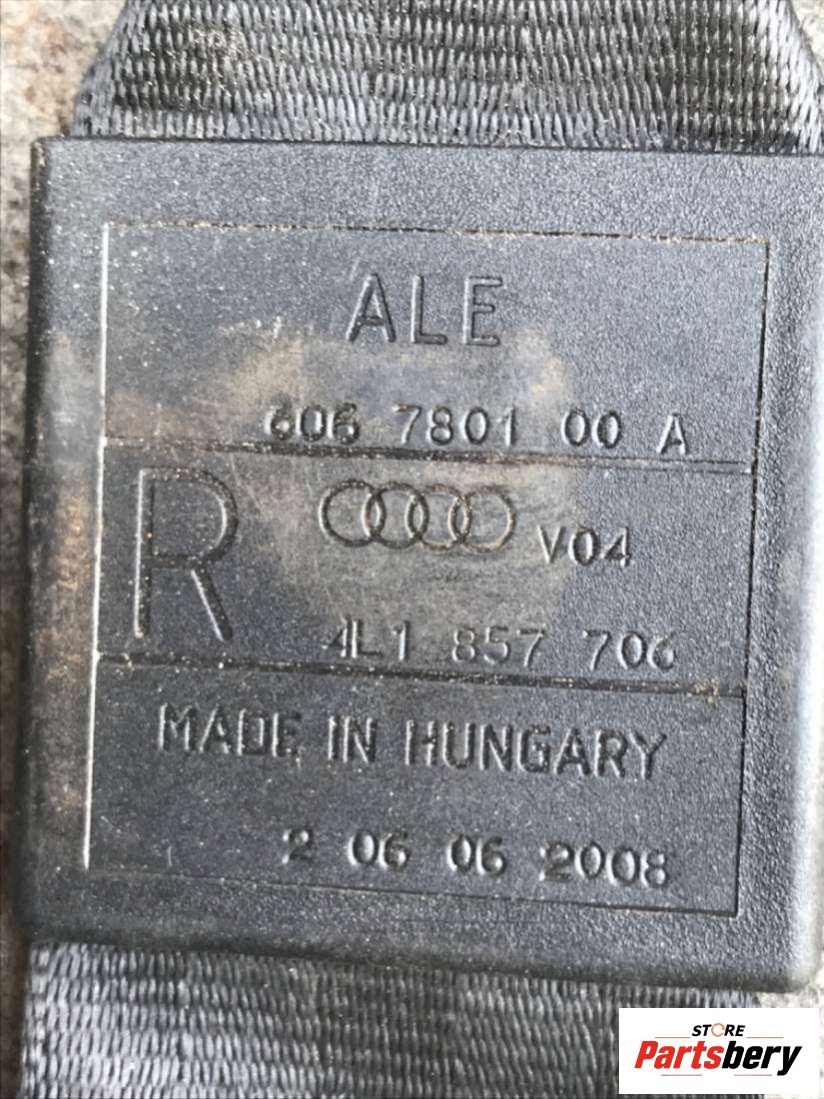 ALE
606 7801 00 A
R V04
4L1 857 706
MADE IN HUNGARY
2 06 06 2008
STORE
Partsbery